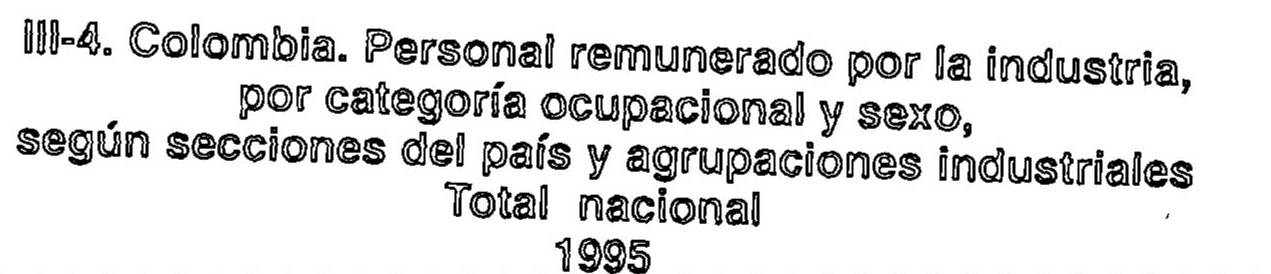 III-4. Colombia. Personal remunerado por la industria,
por categoría ocupacional y sexo,
según secciones del país y agrupaciones industriales
Total nacional
1995